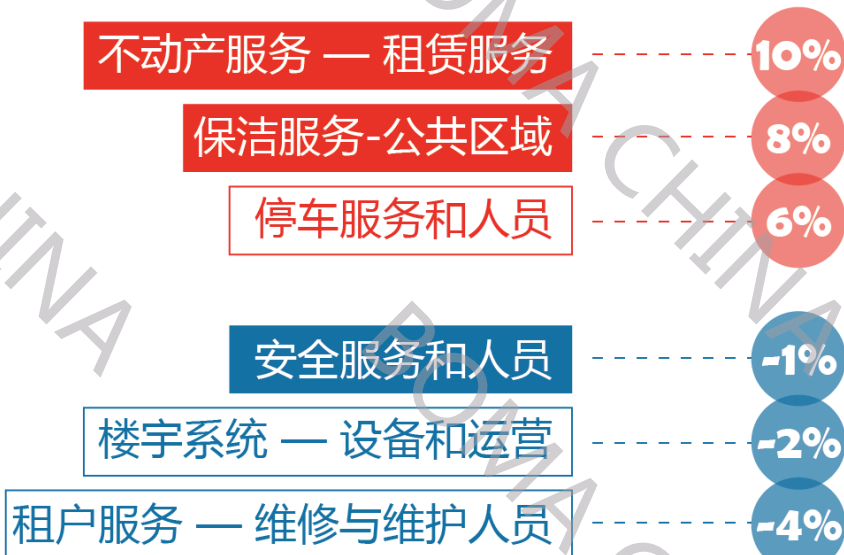 不动产服务 — 租赁服务 10%
保洁服务-公共区域 8%
停车服务和人员 6%
安全服务和人员 -1%
楼宇系统 — 设备和运营 -2%
租户服务 — 维修与维护人员 -4%
BOMA CHINA